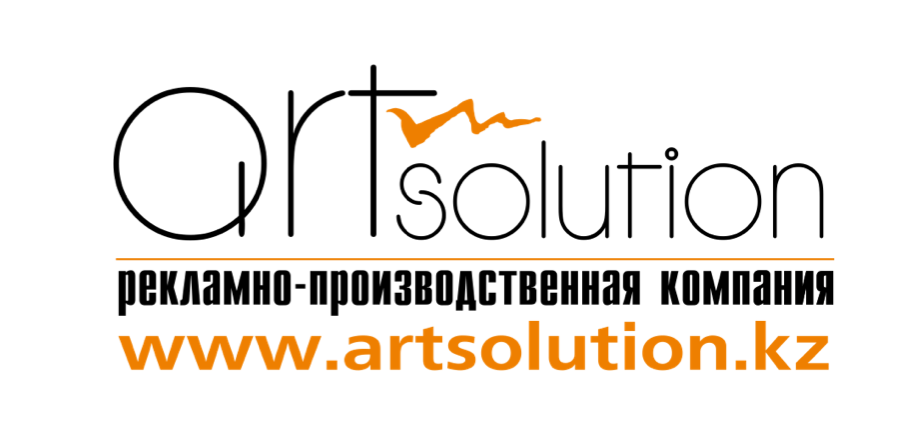 art solution
рекламно-производственная компания
www.artsolution.kz